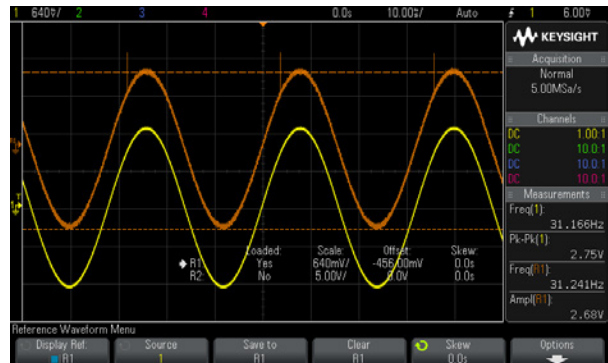 1 640▿/ 2 3 4 0.0s 10.00▿/ Auto 1 6.00▿
KEYSIGHT
Acquisition
Normal
5.00MSa/s
Channels
DC 1.00:1
DC 10.0:1
DC 10.0:1
DC 10.0:1
Measurements
Freq(1):
31.166Hz
Pk-Pk(1):
2.75V
Freq(R1):
31.241Hz
Ampl(R1):
2.68V
Loaded: Scale: Offset: Skew:
R1: Yes 640mV/ -456.00mV 0.0s
R2: No 5.00V/ 0.0V 0.0s
Reference Waveform Menu
Display Ref. Source Save to Clear Skew Options
R1 1 R1 R1 0.0s